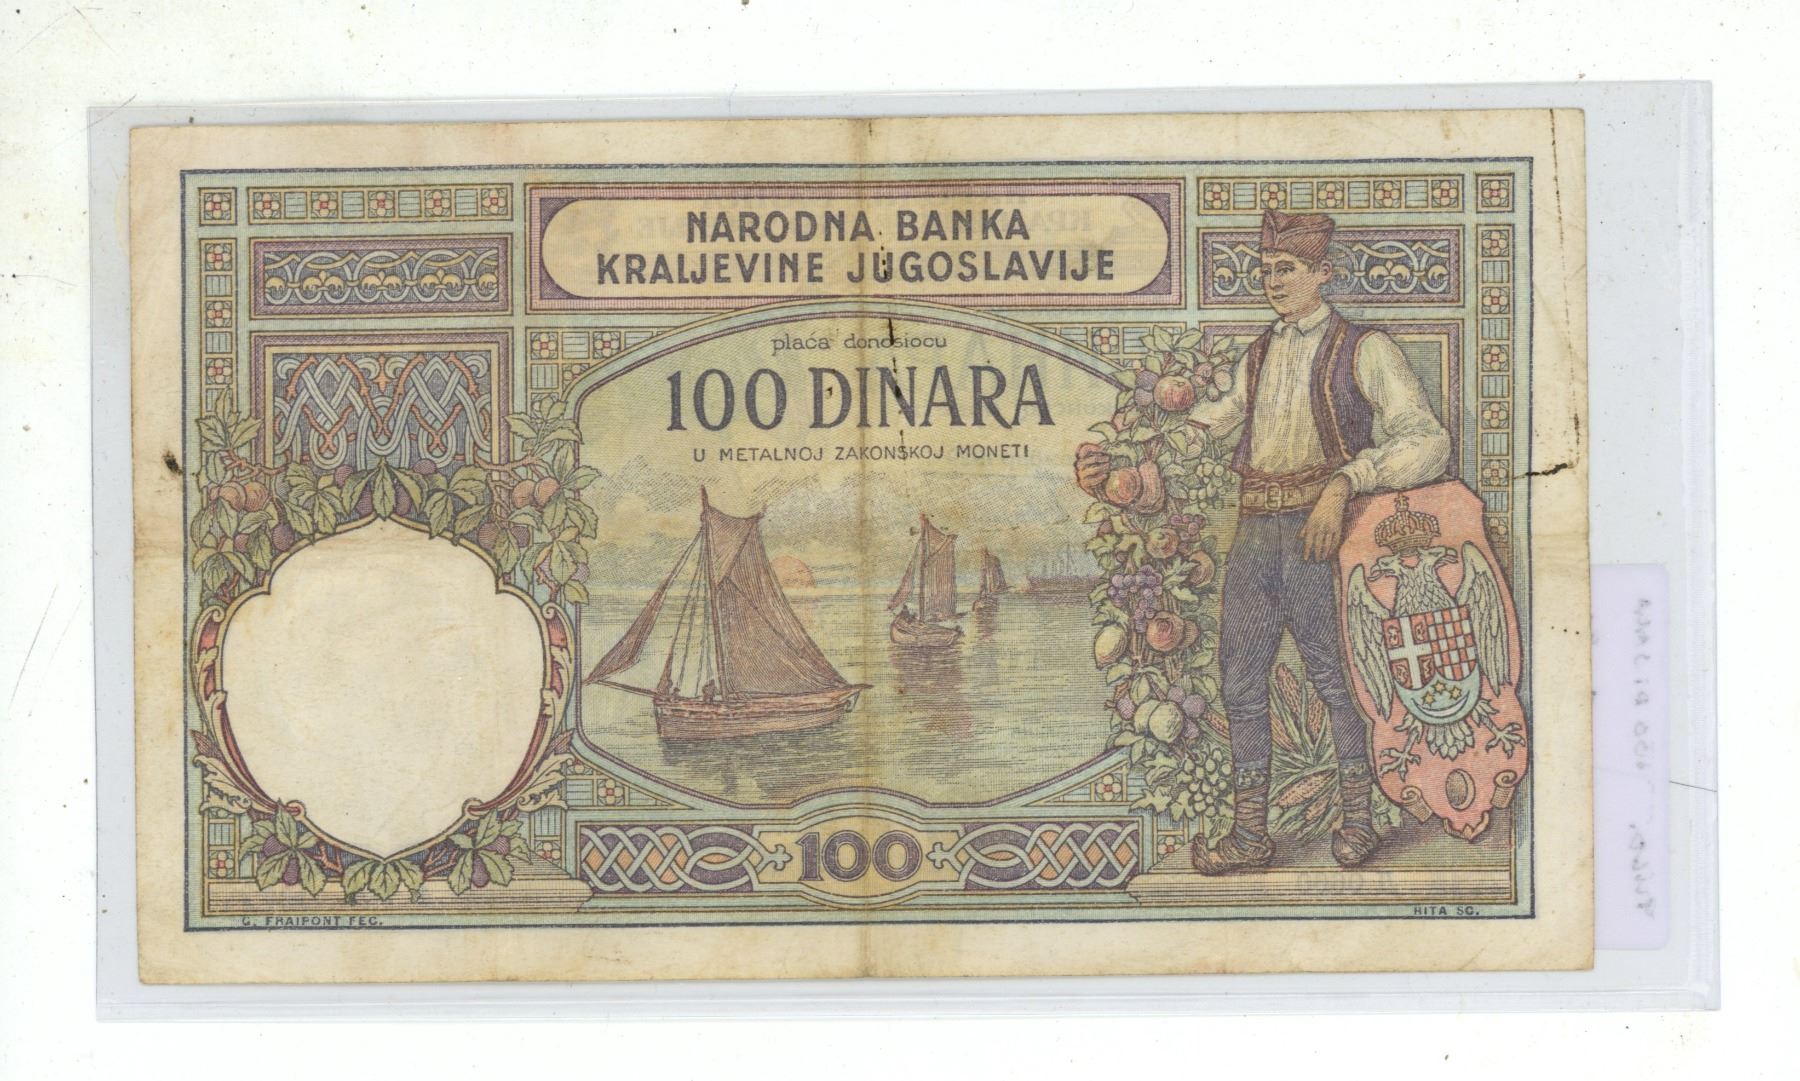 NARODNA BANKA
KRALJEVINE JUGOSLAVIJE
plaća donosiocu
100 DINARA
U METALNOJ ZAKONSKOJ MONETI
100
G. FRAIPONT FEC.
RITA SC.